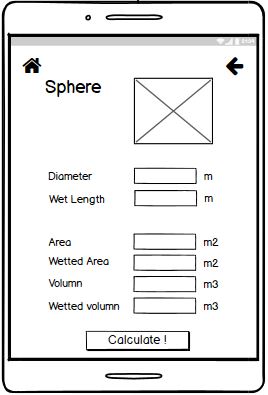 Sphere
Diameter m
Wet Length m
Area m2
Wetted Area m2
Volumn m3
Wetted volumn m3
Calculate !